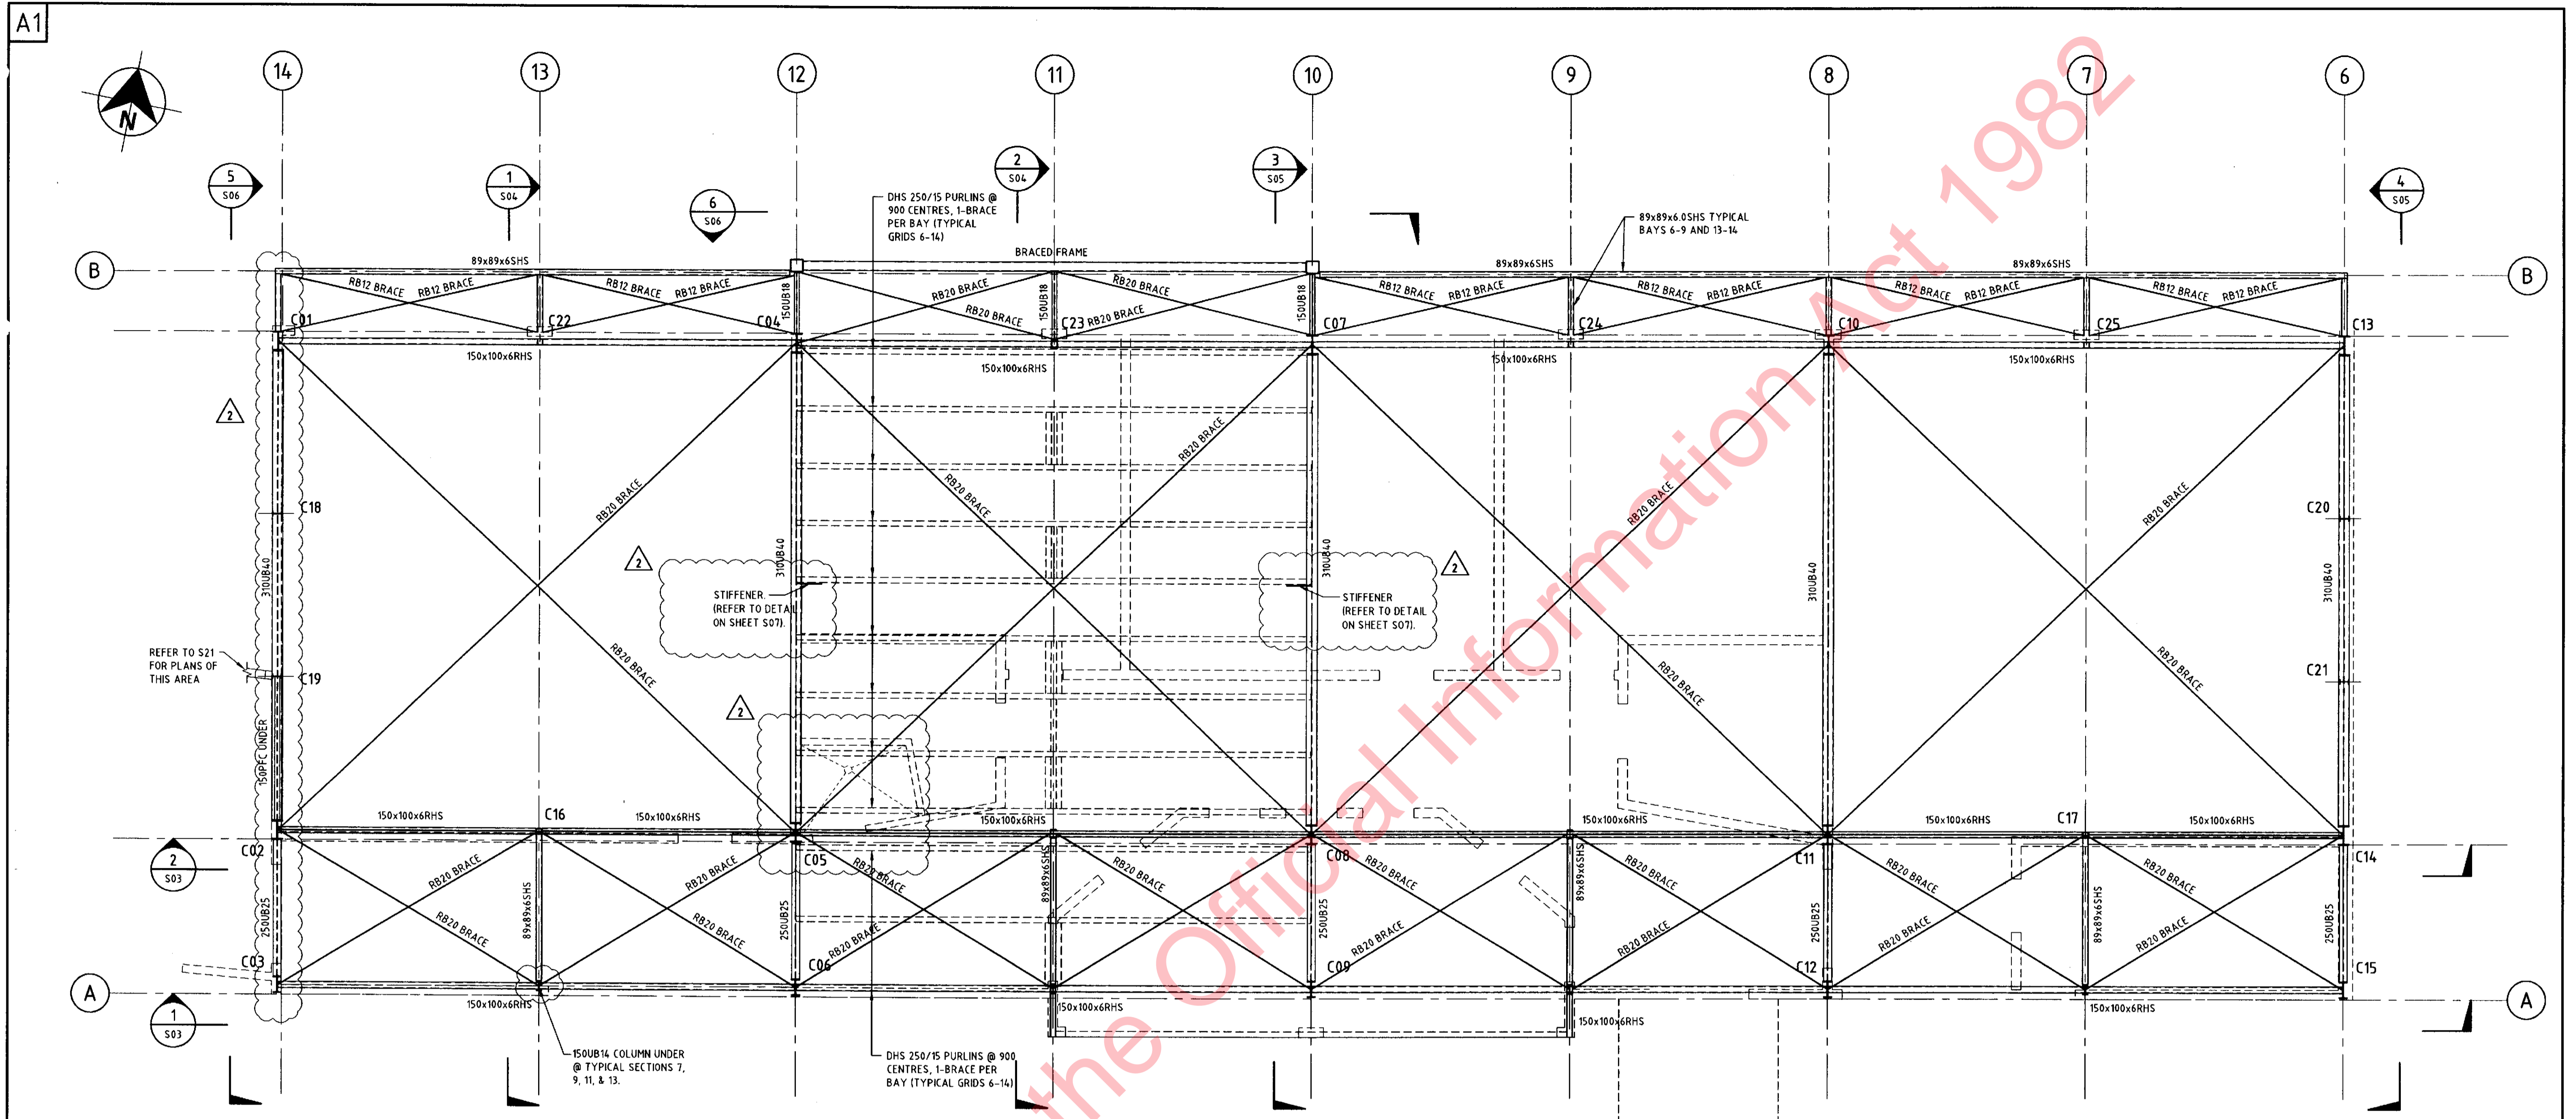 A1
14
13
12
11
10
9
8
7
6
N
5
S06
1
S04
6
S06
2
S04
3
S05
4
S05
DHS 250/15 PURLINS @
900 CENTRES, 1-BRACE
PER BAY (TYPICAL
GRIDS 6-14)
89x89x6.0SHS TYPICAL
BAYS 6-9 AND 13-14
BRACED FRAME
B
89x89x6SHS
89x89x6SHS
89x89x6SHS
B
RB12 BRACE
RB12 BRACE
RB12 BRACE
RB12 BRACE
150UB18
RB20 BRACE
RB20 BRACE
150UB18
RB20 BRACE
RB20 BRACE
150UB18
RB12 BRACE
RB12 BRACE
RB12 BRACE
RB12 BRACE
RB12 BRACE
RB12 BRACE
RB12 BRACE
RB12 BRACE
C01
C22
C04
C23
C07
C24
C10
C25
C13
150x100x6RHS
150x100x6RHS
150x100x6RHS
150x100x6RHS
2
C18
310UB40
RB20 BRACE
RB20 BRACE
310UB40
RB20 BRACE
RB20 BRACE
310UB40
RB20 BRACE
RB20 BRACE
310UB40
RB20 BRACE
RB20 BRACE
310UB40
C20
C21
2
STIFFENER.
(REFER TO DETAIL
ON SHEET S07).
STIFFENER
(REFER TO DETAIL
ON SHEET S07).
2
REFER TO S21
FOR PLANS OF
THIS AREA
C19
150PFC UNDER
2
150x100x6RHS
C16
150x100x6RHS
150x100x6RHS
150x100x6RHS
150x100x6RHS
C17
150x100x6RHS
2
S03
C02
C05
C08
C11
C14
250UB25
RB20 BRACE
RB20 BRACE
89x89x6SHS
RB20 BRACE
RB20 BRACE
250UB25
RB20 BRACE
RB20 BRACE
89x89x6SHS
RB20 BRACE
250UB25
RB20 BRACE
RB20 BRACE
89x89x6SHS
RB20 BRACE
RB20 BRACE
250UB25
RB20 BRACE
RB20 BRACE
89x89x6SHS
RB20 BRACE
RB20 BRACE
250UB25
C03
C06
C09
C12
C15
A
150x100x6RHS
150x100x6RHS
150x100x6RHS
150x100x6RHS
A
1
S03
150UB14 COLUMN UNDER
@ TYPICAL SECTIONS 7,
9, 11, & 13.
DHS 250/15 PURLINS @ 900
CENTRES, 1-BRACE PER
BAY (TYPICAL GRIDS 6-14)
the Official Information Act 1982